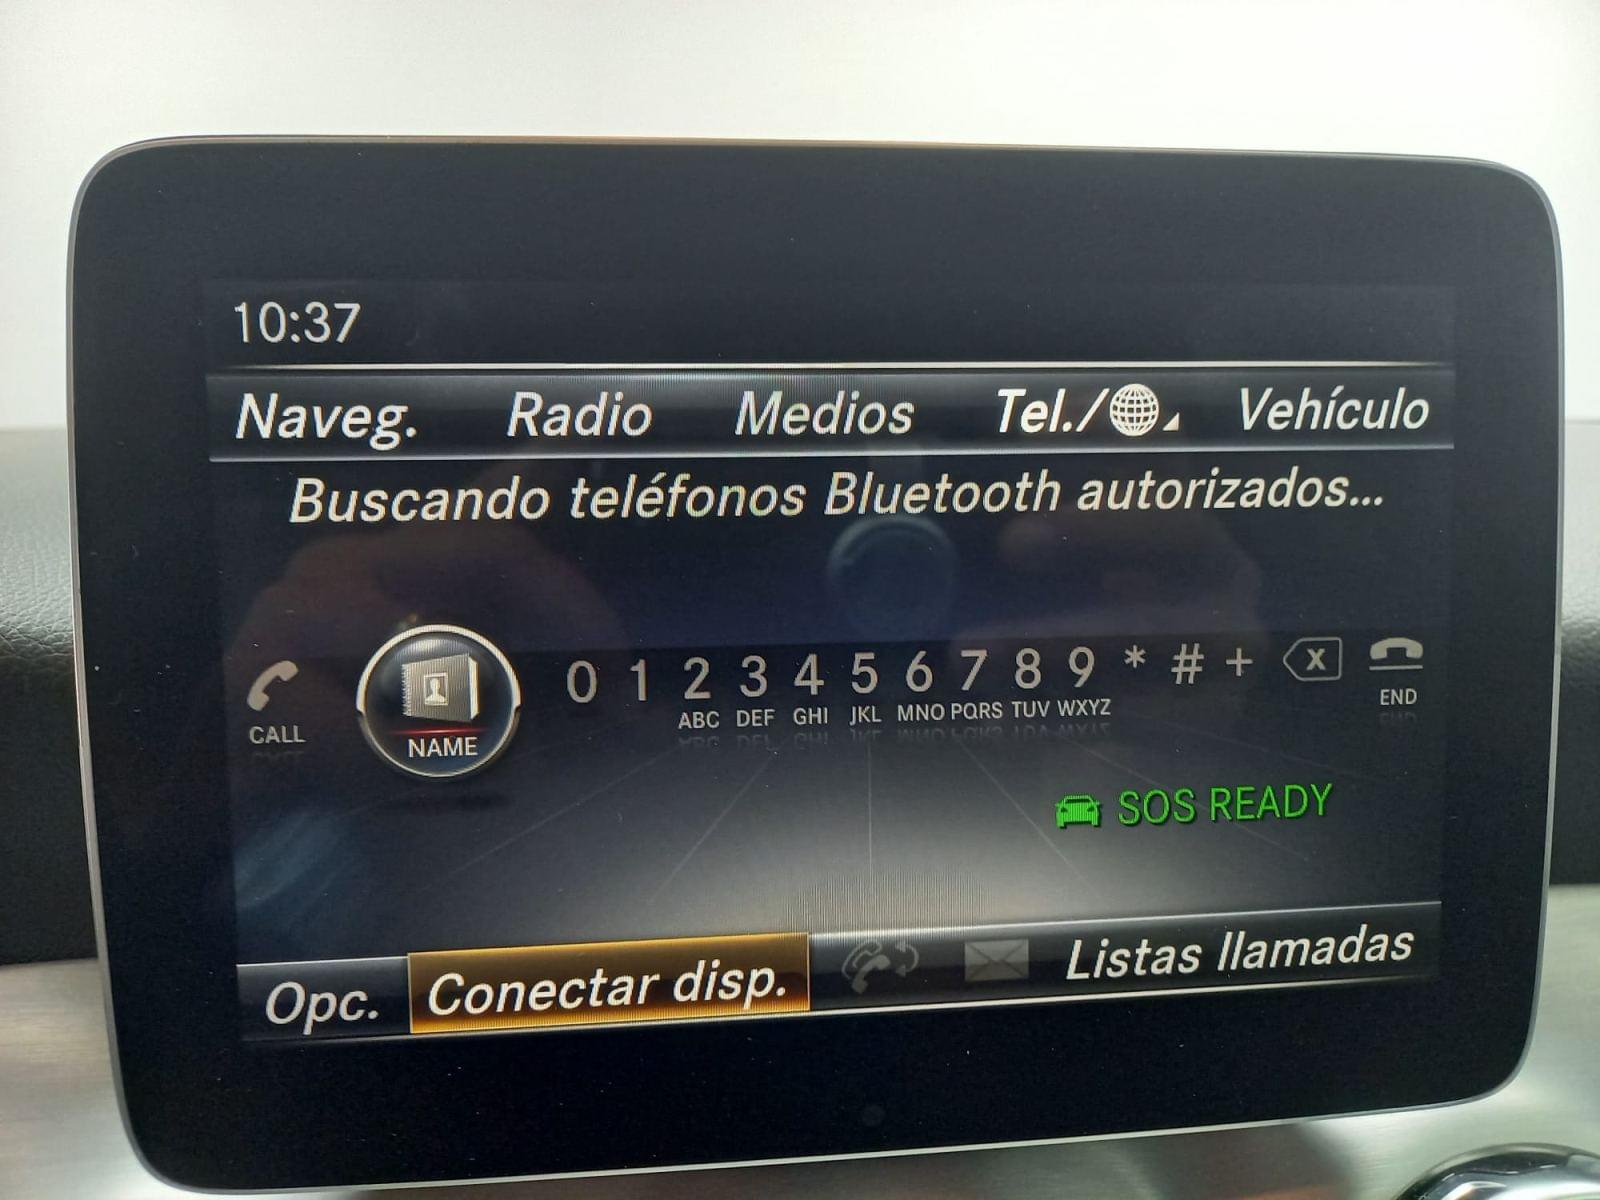 10:37
Naveg. Radio Medios Tel./ Vehículo
Buscando teléfonos Bluetooth autorizados...
CALL NAME 0 1 2 3 4 5 6 7 8 9 * # + X END
ABC DEF GHI JKL MNO PQRS TUV WXYZ
SOS READY
Opc. Conectar disp. Listas llamadas